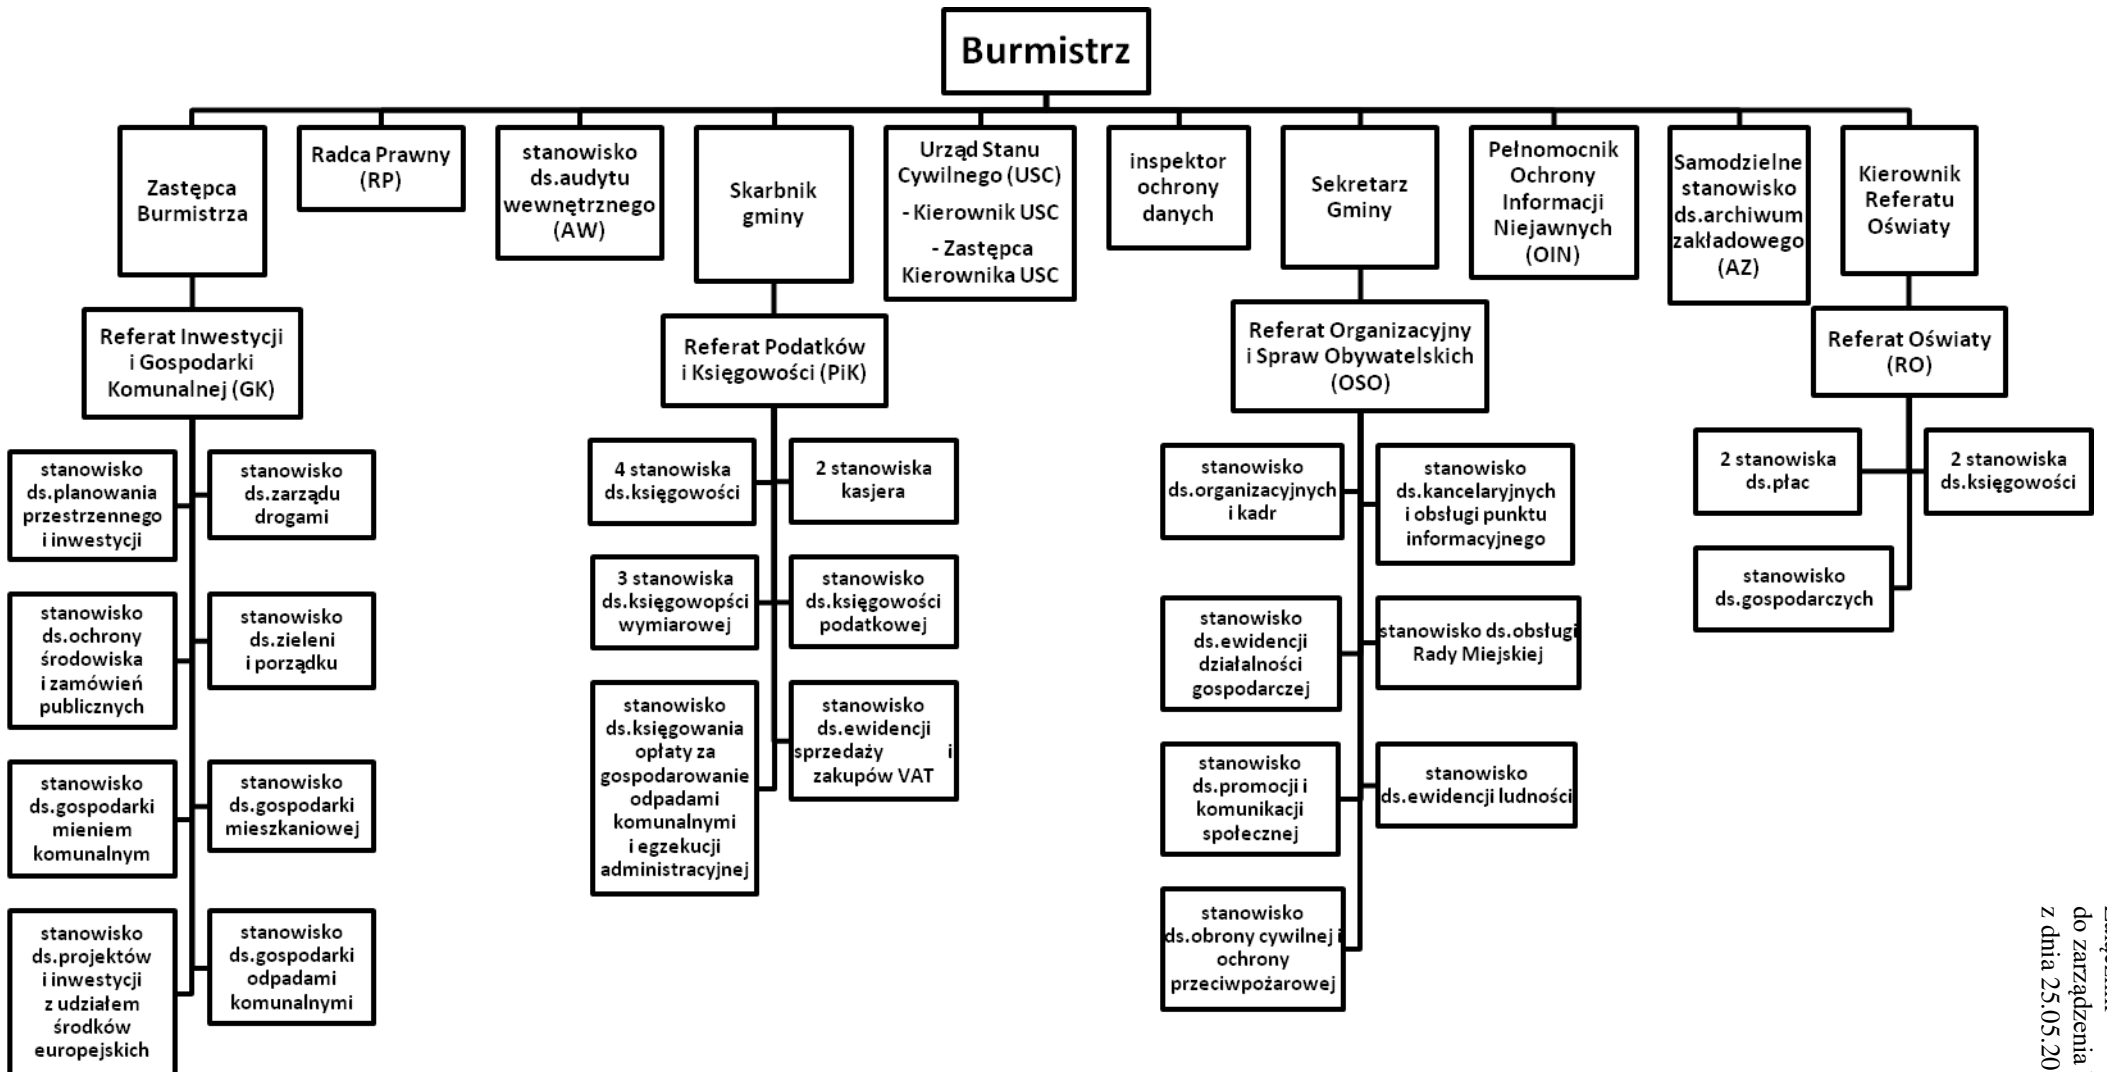 Burmistrz
Zastępca
Burmistrza
Radca Prawny
(RP)
stanowisko
ds.audytu
wewnętrznego
(AW)
Skarbnik
gminy
Urząd Stanu
Cywilnego (USC)
- Kierownik USC
- Zastępca
Kierownika USC
inspektor
ochrony
danych
Sekretarz
Gminy
Pełnomocnik
Ochrony
Informacji
Niejawnych
(OIN)
Samodzielne
stanowisko
ds.archiwum
zakładowego
(AZ)
Kierownik
Referatu
Oświaty
Referat Inwestycji
i Gospodarki
Komunalnej (GK)
stanowisko
ds.planowania
przestrzennego
i inwestycji
stanowisko
ds.zarządu
drogami
stanowisko
ds.ochrony
środowiska
i zamówień
publicznych
stanowisko
ds.zieleni
i porządku
stanowisko
ds.gospodarki
mieniem
komunalnym
stanowisko
ds.gospodarki
mieszkaniowej
stanowisko
ds.projektów
i inwestycji
z udziałem
środków
europejskich
stanowisko
ds.gospodarki
odpadami
komunalnymi
Referat Podatków
i Księgowości (PiK)
4 stanowiska
ds.księgowości
2 stanowiska
kasjera
3 stanowiska
ds.księgowopści
wymiarowej
stanowisko
ds.księgowości
podatkowej
stanowisko
ds.księgowania
opłaty za
gospodarowanie
odpadami
komunalnymi
i egzekucji
administracyjnej
stanowisko
ds.ewidencji
sprzedaży i
zakupów VAT
Referat Organizacyjny
i Spraw Obywatelskich
(OSO)
stanowisko
ds.organizacyjnych
i kadr
stanowisko
ds.kancelaryjnych
i obsługi punktu
informacyjnego
stanowisko
ds.ewidencji
działalności
gospodarczej
stanowisko ds.obsługi
Rady Miejskiej
stanowisko
ds.promocji i
komunikacji
społecznej
stanowisko
ds.ewidencji ludności
stanowisko
ds.obrony cywilnej i
ochrony
przeciwpożarowej
Referat Oświaty
(RO)
2 stanowiska
ds.płac
2 stanowiska
ds.księgowości
stanowisko
ds.gospodarczych
do zarządzenia
z dnia 25.05.20